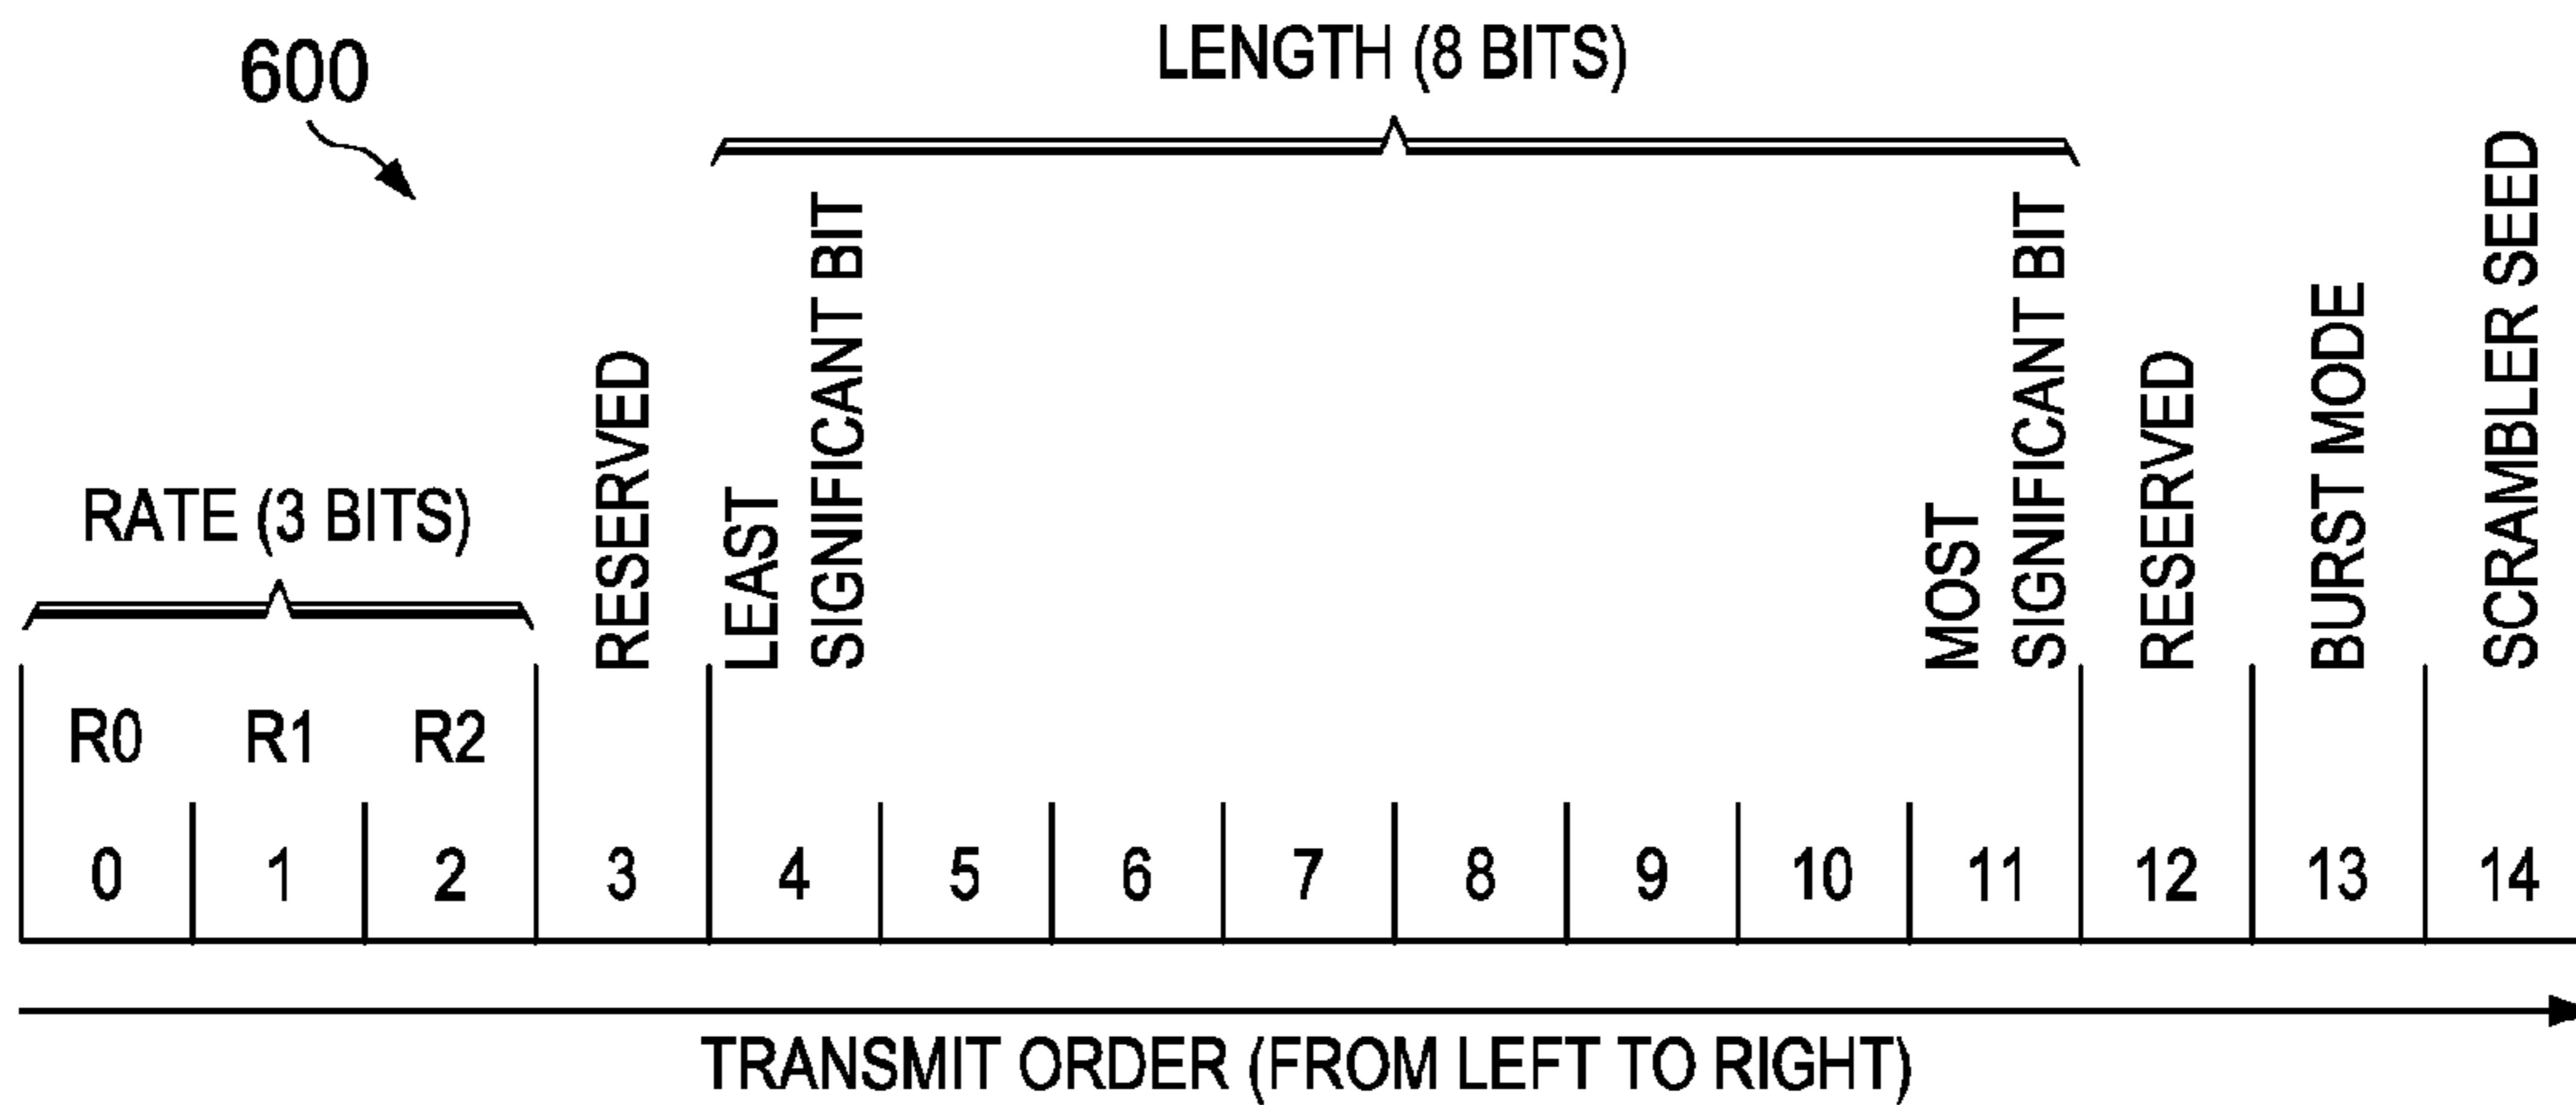 600
LENGTH (8 BITS)
RATE (3 BITS)
RESERVED
LEAST
SIGNIFICANT BIT
MOST
SIGNIFICANT BIT
RESERVED
BURST MODE
SCRAMBLER SEED
R0 R1 R2
0 1 2 3 4 5 6 7 8 9 10 11 12 13 14
TRANSMIT ORDER (FROM LEFT TO RIGHT)